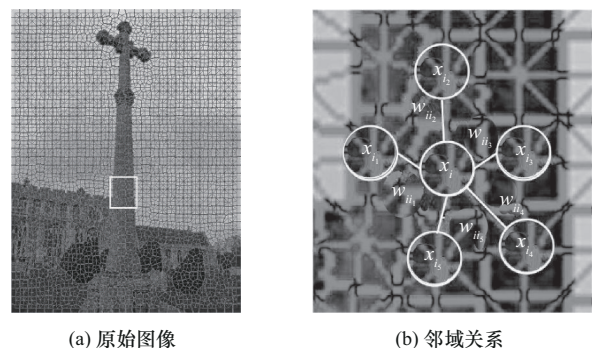 x_{i_2}
w_{ii_2}
w_{ii_3}
x_{i_1}
x_i
x_{i_3}
w_{ii_1}
w_{ii_4}
w_{ii_5}
x_{i_4}
x_{i_5}
(a) 原始图像
(b) 邻域关系